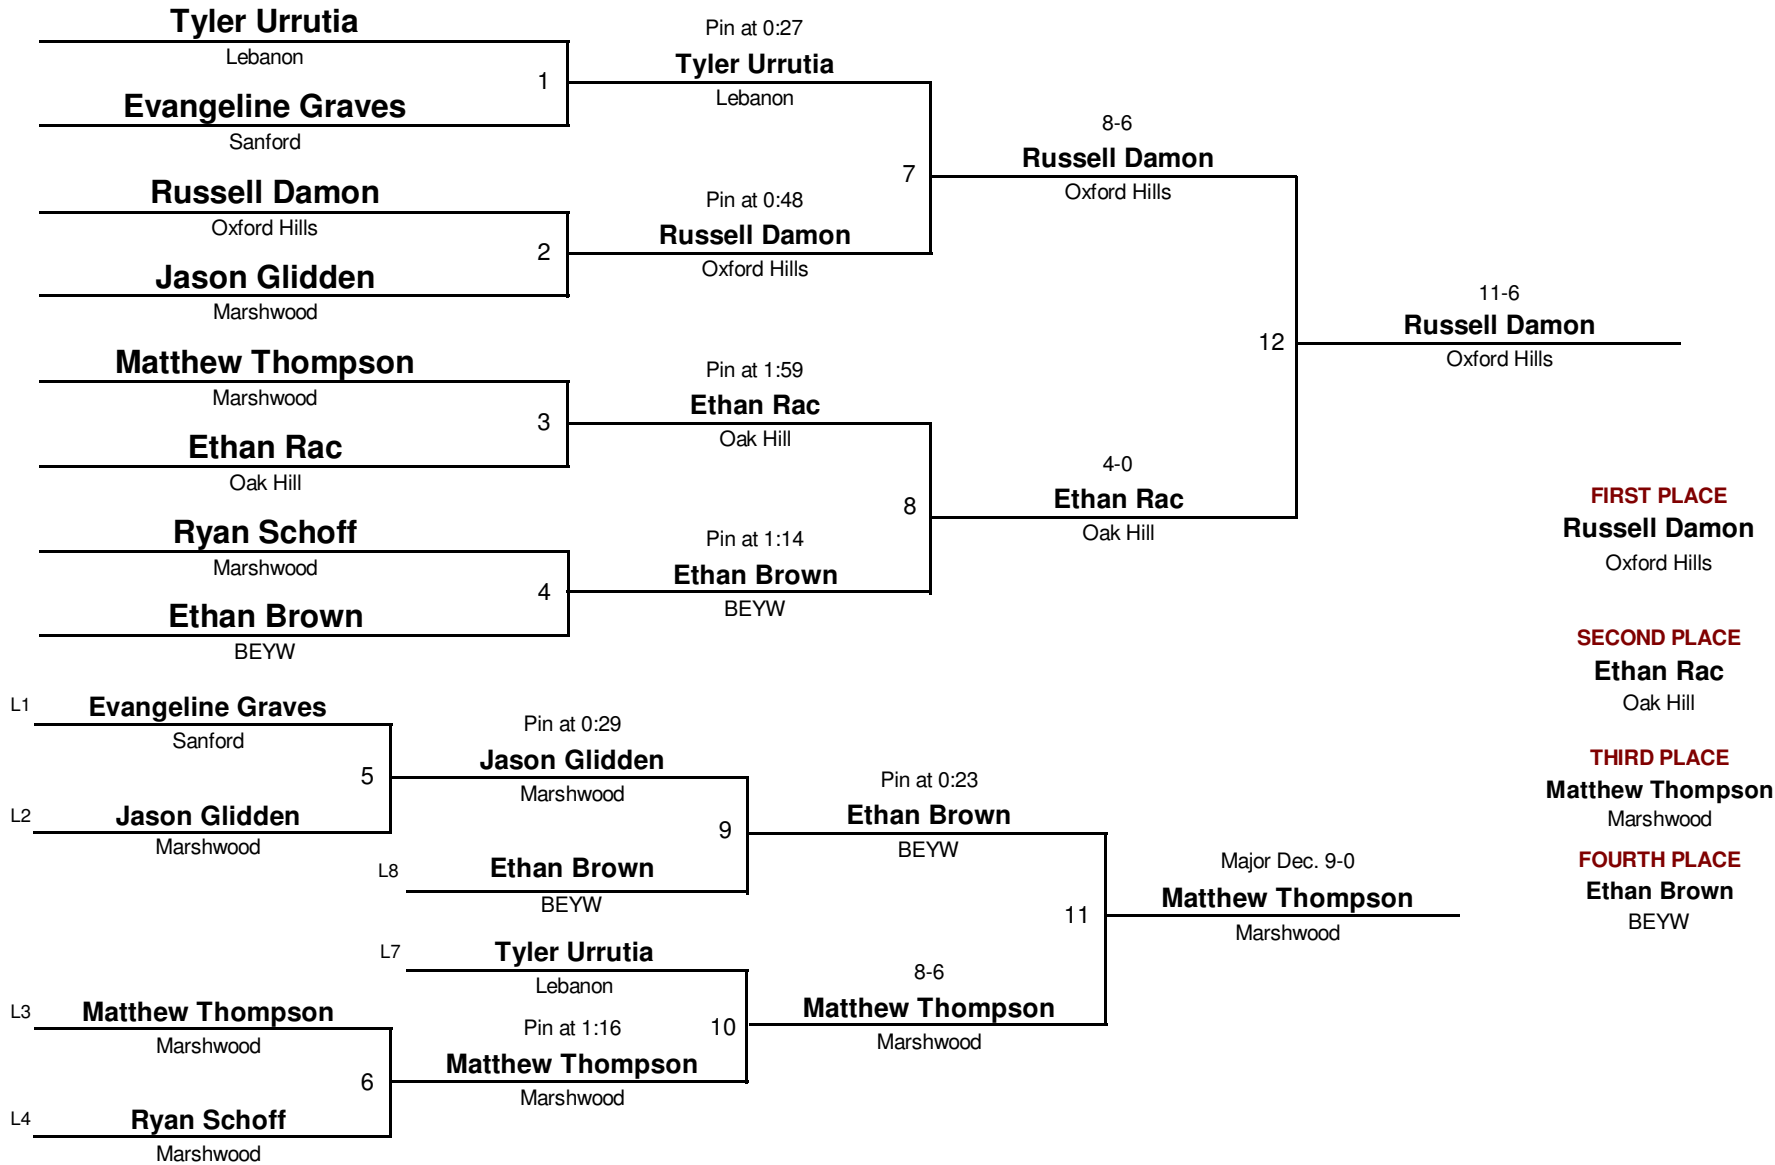 Tyler Urrutia
Lebanon
1
Evangeline Graves
Sanford
Pin at 0:27
Tyler Urrutia
Lebanon
Russell Damon
Oxford Hills
2
Jason Glidden
Marshwood
Pin at 0:48
Russell Damon
Oxford Hills
7
8-6
Russell Damon
Oxford Hills
Matthew Thompson
Marshwood
3
Ethan Rac
Oak Hill
Pin at 1:59
Ethan Rac
Oak Hill
Ryan Schoff
Marshwood
4
Ethan Brown
BEYW
Pin at 1:14
Ethan Brown
BEYW
8
4-0
Ethan Rac
Oak Hill
12
11-6
Russell Damon
Oxford Hills
FIRST PLACE
Russell Damon
Oxford Hills
SECOND PLACE
Ethan Rac
Oak Hill
THIRD PLACE
Matthew Thompson
Marshwood
FOURTH PLACE
Ethan Brown
BEYW
L1
Evangeline Graves
Sanford
5
L2
Jason Glidden
Marshwood
Pin at 0:29
Jason Glidden
Marshwood
9
L8
Ethan Brown
BEYW
Pin at 0:23
Ethan Brown
BEYW
L7
Tyler Urrutia
Lebanon
L3
Matthew Thompson
Marshwood
6
L4
Ryan Schoff
Marshwood
Pin at 1:16
Matthew Thompson
Marshwood
10
8-6
Matthew Thompson
Marshwood
11
Major Dec. 9-0
Matthew Thompson
Marshwood